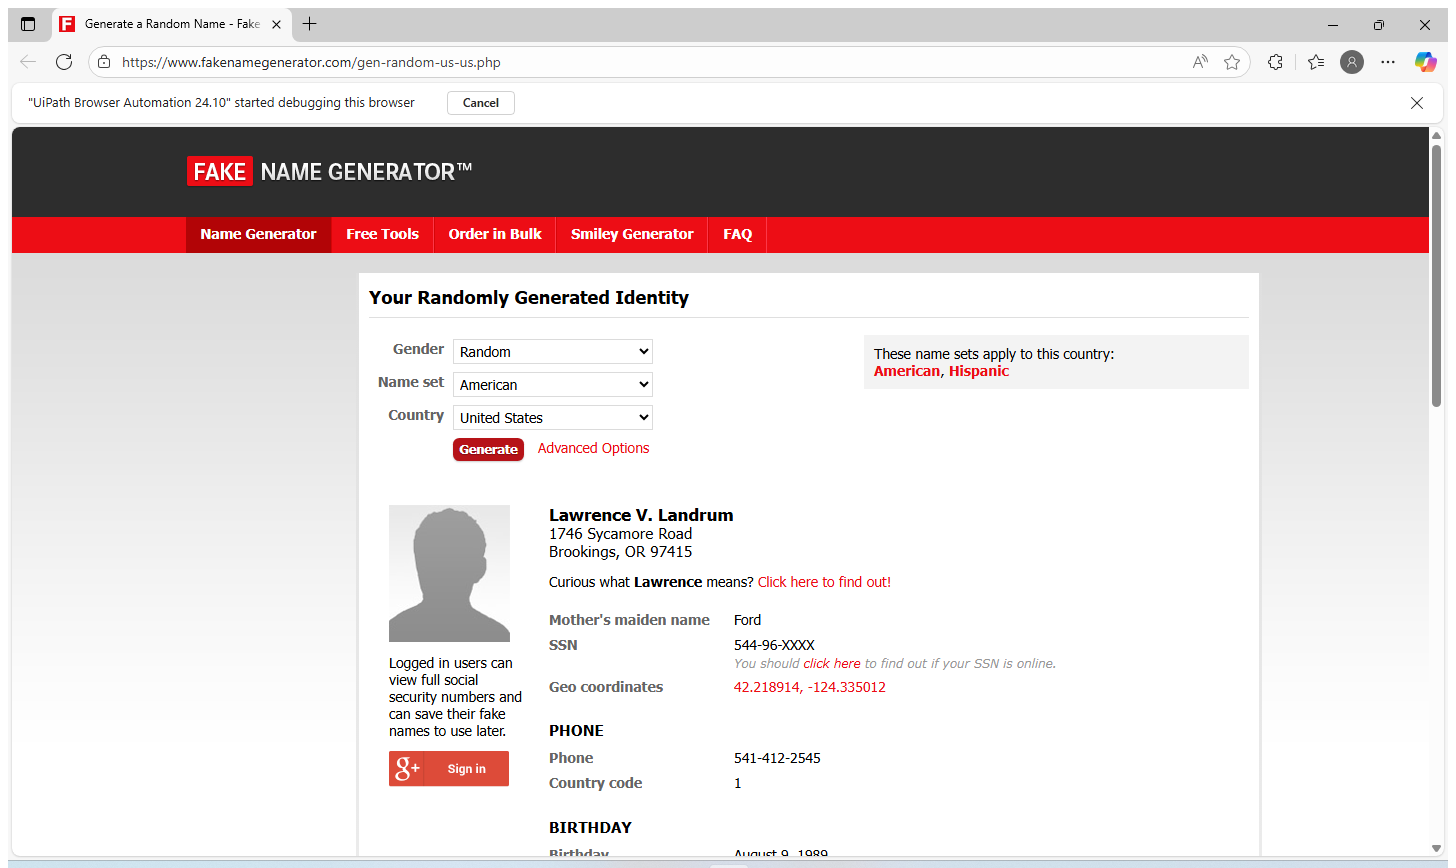 Generate a Random Name - Fake
https://www.fakenamegenerator.com/gen-random-us-us.php
"UiPath Browser Automation 24.10" started debugging this browser
Cancel
FAKE NAME GENERATOR™
Name Generator
Free Tools
Order in Bulk
Smiley Generator
FAQ
Your Randomly Generated Identity
Gender
Random
Name set
American
Country
United States
Generate
Advanced Options
These name sets apply to this country:
American, Hispanic
Logged in users can
view full social
security numbers and
can save their fake
names to use later.
g+ Sign in
Lawrence V. Landrum
1746 Sycamore Road
Brookings, OR 97415
Curious what Lawrence means? Click here to find out!
Mother's maiden name Ford
SSN 544-96-XXXX
You should click here to find out if your SSN is online.
Geo coordinates 42.218914, -124.335012
PHONE
Phone 541-412-2545
Country code 1
BIRTHDAY
Birthday August 9, 1989